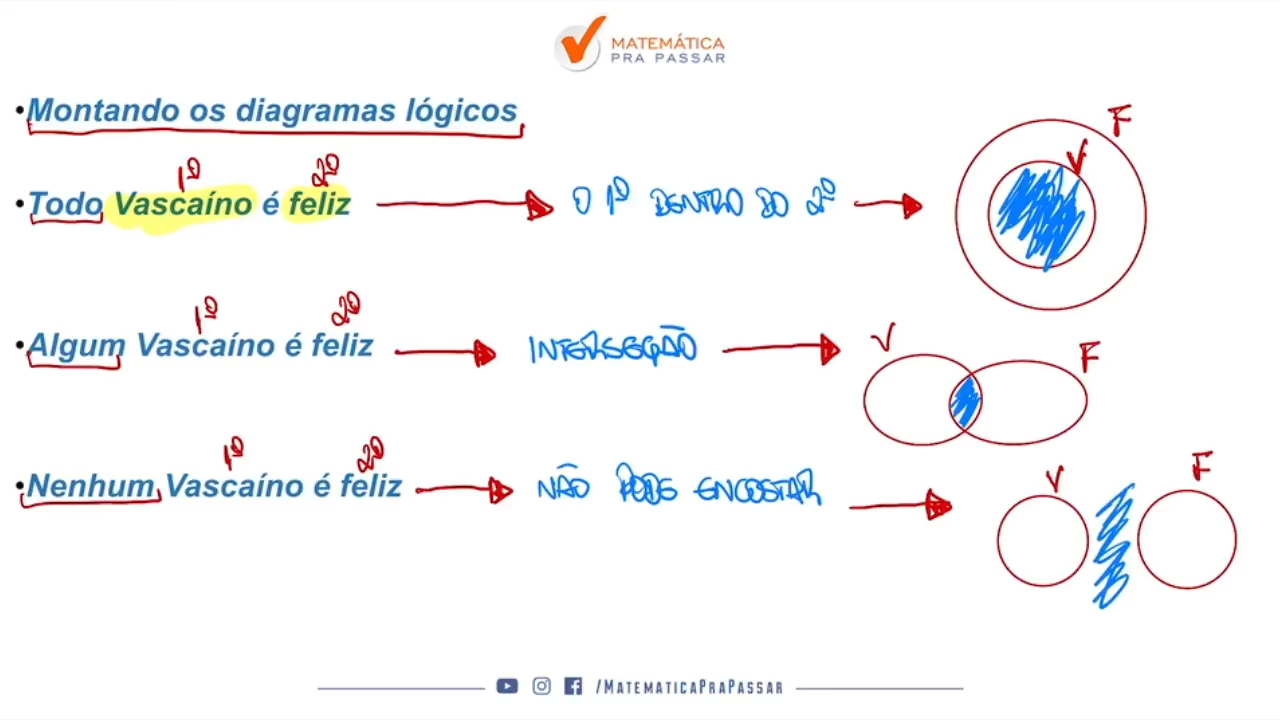 MATEMÁTICA
PRA PASSAR
•Montando os diagramas lógicos
F
1º 2º
V
•Todo Vascaíno é feliz O 1º DENTRO DO 2º
1º 2º
V
•Algum Vascaíno é feliz INTERSEÇÃO
F
1º 2º
V F
•Nenhum Vascaíno é feliz NÃO PODE ENCOSTAR
/MATEMATICAPRAPASSAR